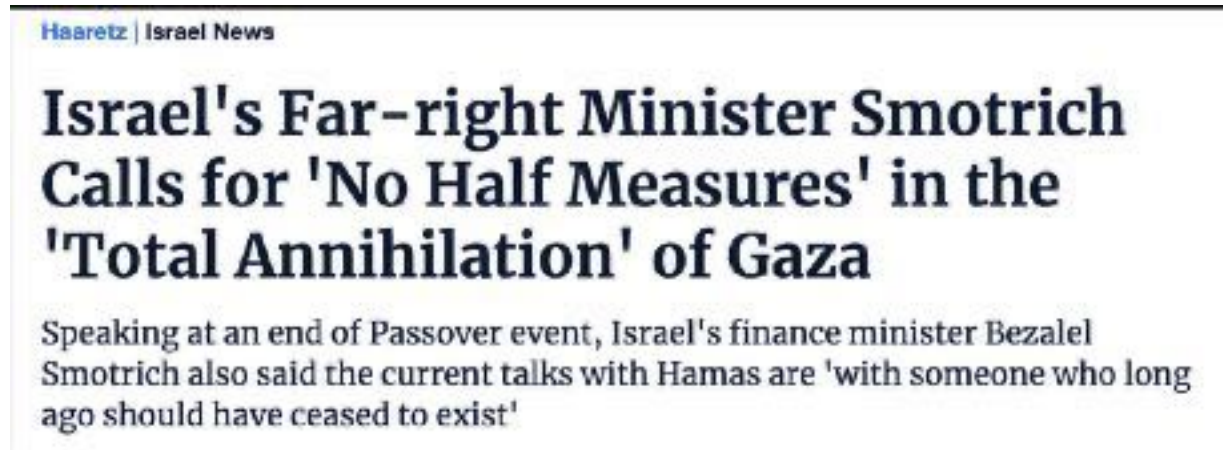 Haaretz | Israel News
Israel's Far-right Minister Smotrich
Calls for 'No Half Measures' in the
'Total Annihilation' of Gaza
Speaking at an end of Passover event, Israel's finance minister Bezalel
Smotrich also said the current talks with Hamas are 'with someone who long
ago should have ceased to exist'